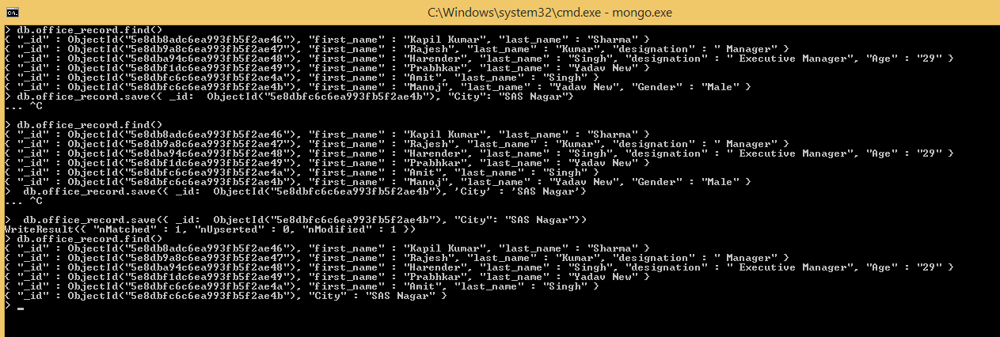 C:\Windows\system32\cmd.exe - mongo.exe
> db.office_record.find()
{ "_id" : ObjectId("5e8db8adc6ea993fb5f2ae46"), "first_name" : "Kapil Kumar", "last_name" : "Sharma" }
{ "_id" : ObjectId("5e8db9a8c6ea993fb5f2ae47"), "first_name" : "Rajesh", "last_name" : "Kumar", "designation" : " Manager" }
{ "_id" : ObjectId("5e8dba94c6ea993fb5f2ae48"), "first_name" : "Harender", "last_name" : "Singh", "designation" : " Executive Manager", "Age" : "29" }
{ "_id" : ObjectId("5e8dbf1dc6ea993fb5f2ae49"), "first_name" : "Prabhkar", "last_name" : "Yadav New" }
{ "_id" : ObjectId("5e8dbfc6c6ea993fb5f2ae4a"), "first_name" : "Amit", "last_name" : "Singh" }
{ "_id" : ObjectId("5e8dbfc6c6ea993fb5f2ae4b"), "first_name" : "Manoj", "last_name" : "Yadav New", "Gender" : "Male" }
> db.office_record.save({ _id:  ObjectId("5e8dbfc6c6ea993fb5f2ae4b"), "City": "SAS Nagar"}
... ^C
> db.office_record.find()
{ "_id" : ObjectId("5e8db8adc6ea993fb5f2ae46"), "first_name" : "Kapil Kumar", "last_name" : "Sharma" }
{ "_id" : ObjectId("5e8db9a8c6ea993fb5f2ae47"), "first_name" : "Rajesh", "last_name" : "Kumar", "designation" : " Manager" }
{ "_id" : ObjectId("5e8dba94c6ea993fb5f2ae48"), "first_name" : "Harender", "last_name" : "Singh", "designation" : " Executive Manager", "Age" : "29" }
{ "_id" : ObjectId("5e8dbf1dc6ea993fb5f2ae49"), "first_name" : "Prabhkar", "last_name" : "Yadav New" }
{ "_id" : ObjectId("5e8dbfc6c6ea993fb5f2ae4a"), "first_name" : "Amit", "last_name" : "Singh" }
{ "_id" : ObjectId("5e8dbfc6c6ea993fb5f2ae4b"), "first_name" : "Manoj", "last_name" : "Yadav New", "Gender" : "Male" }
>  db.office_record.save({ _id:  ObjectId("5e8dbfc6c6ea993fb5f2ae4b"), 'City' : 'SAS Nagar'}
... ^C
>  db.office_record.save({ _id:  ObjectId("5e8dbfc6c6ea993fb5f2ae4b"), "City": "SAS Nagar"})
WriteResult({ "nMatched" : 1, "nUpserted" : 0, "nModified" : 1 })
> db.office_record.find()
{ "_id" : ObjectId("5e8db8adc6ea993fb5f2ae46"), "first_name" : "Kapil Kumar", "last_name" : "Sharma" }
{ "_id" : ObjectId("5e8db9a8c6ea993fb5f2ae47"), "first_name" : "Rajesh", "last_name" : "Kumar", "designation" : " Manager" }
{ "_id" : ObjectId("5e8dba94c6ea993fb5f2ae48"), "first_name" : "Harender", "last_name" : "Singh", "designation" : " Executive Manager", "Age" : "29" }
{ "_id" : ObjectId("5e8dbf1dc6ea993fb5f2ae49"), "first_name" : "Prabhkar", "last_name" : "Yadav New" }
{ "_id" : ObjectId("5e8dbfc6c6ea993fb5f2ae4a"), "first_name" : "Amit", "last_name" : "Singh" }
{ "_id" : ObjectId("5e8dbfc6c6ea993fb5f2ae4b"), "City" : "SAS Nagar" }
> _